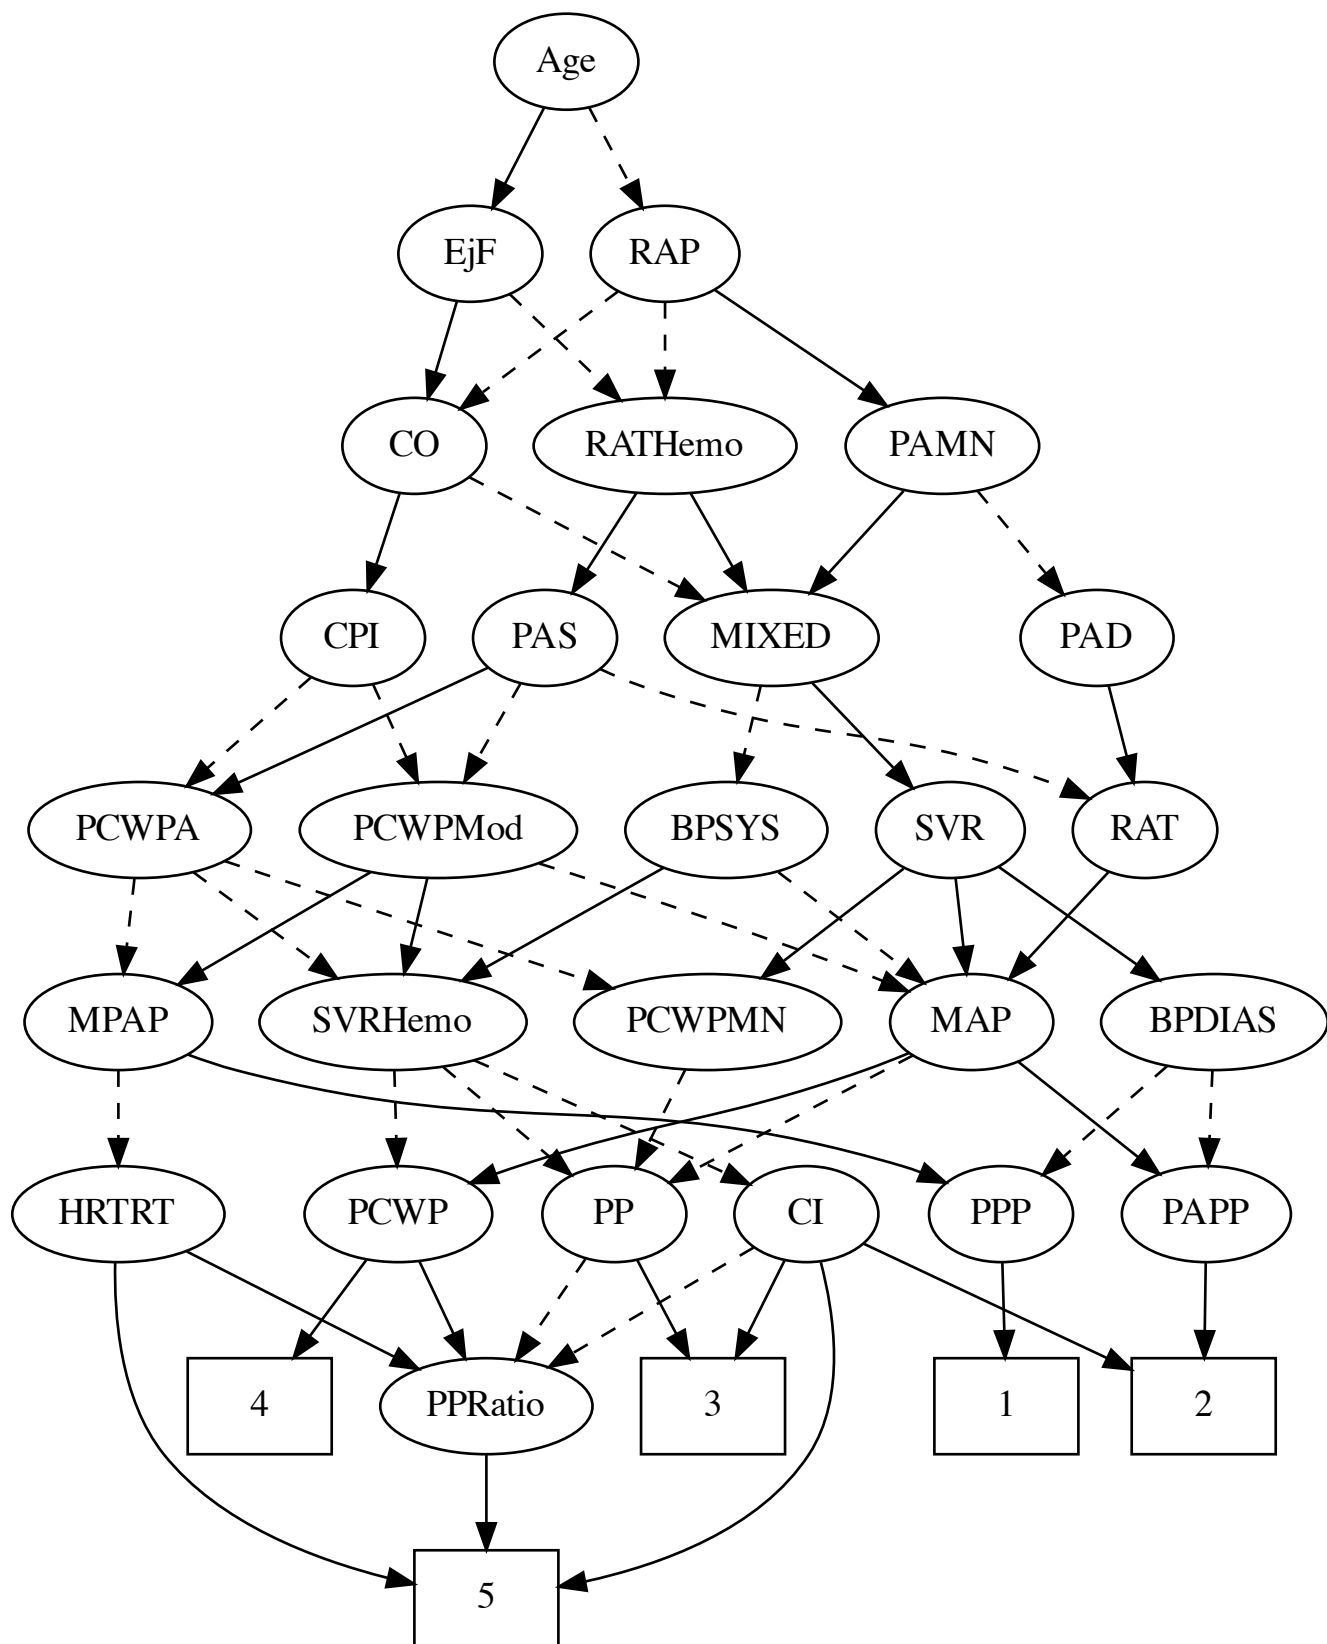 Age
EjF
RAP
CO
RATHemo
PAMN
CPI
PAS
MIXED
PAD
PCWPA
PCWPMod
BPSYS
SVR
RAT
MPAP
SVRHemo
PCWPMN
MAP
BPDIAS
HRTRT
PCWP
PP
CI
PPP
PAPP
4
PPRatio
3
1
2
5